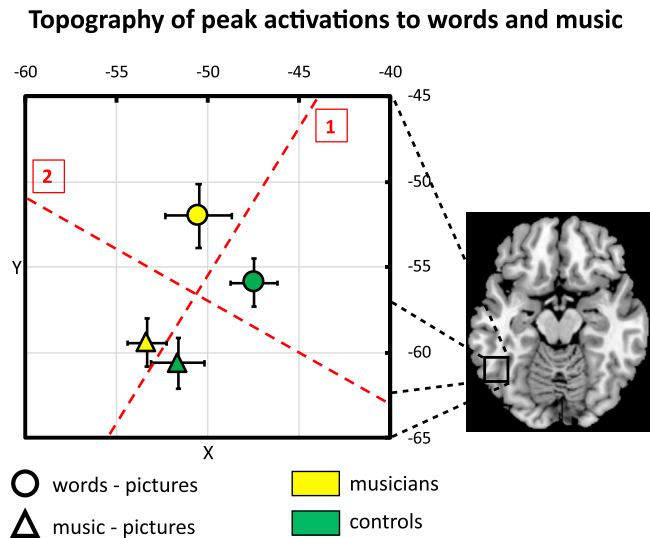 Topography of peak activations to words and music
-60 -55 -50 -45 -40
-45
1
2
-50
Y
-55
-60
-65
X
words - pictures
musicians
music - pictures
controls